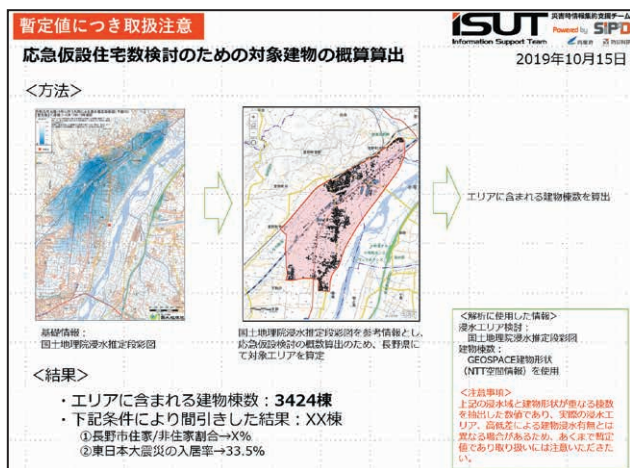 暫定値につき取扱注意
iSUT
災害時情報集約支援チーム
Powered by SIP
Information Support Team
応急仮設住宅数検討のための対象建物の概算算出
2019年10月15日
＜方法＞
エリアに含まれる建物棟数を算出
基礎情報：
国土地理院浸水推定段彩図
国土地理院浸水推定段彩図を参考情報とし、
応急仮設検討の概数算出のため、長野県に
て対象エリアを算定
＜解析に使用した情報＞
浸水エリア検討：
国土地理院浸水推定段彩図
建物棟数：
GEOSPACE建物形状
（NTT空間情報）を使用
＜注意事項＞
上記の浸水域と建物形状が重なる棟数
を抽出した数値であり、実際の浸水エ
リア、高低差による建物浸水有無とは
異なる場合があるため、あくまで暫定
値であり取り扱いには注意いただきた
い。
＜結果＞
・エリアに含まれる建物棟数：3424棟
・下記条件により間引きした結果：XX棟
①長野市住家/非住家割合→X%
②東日本大震災の入居率→33.5%